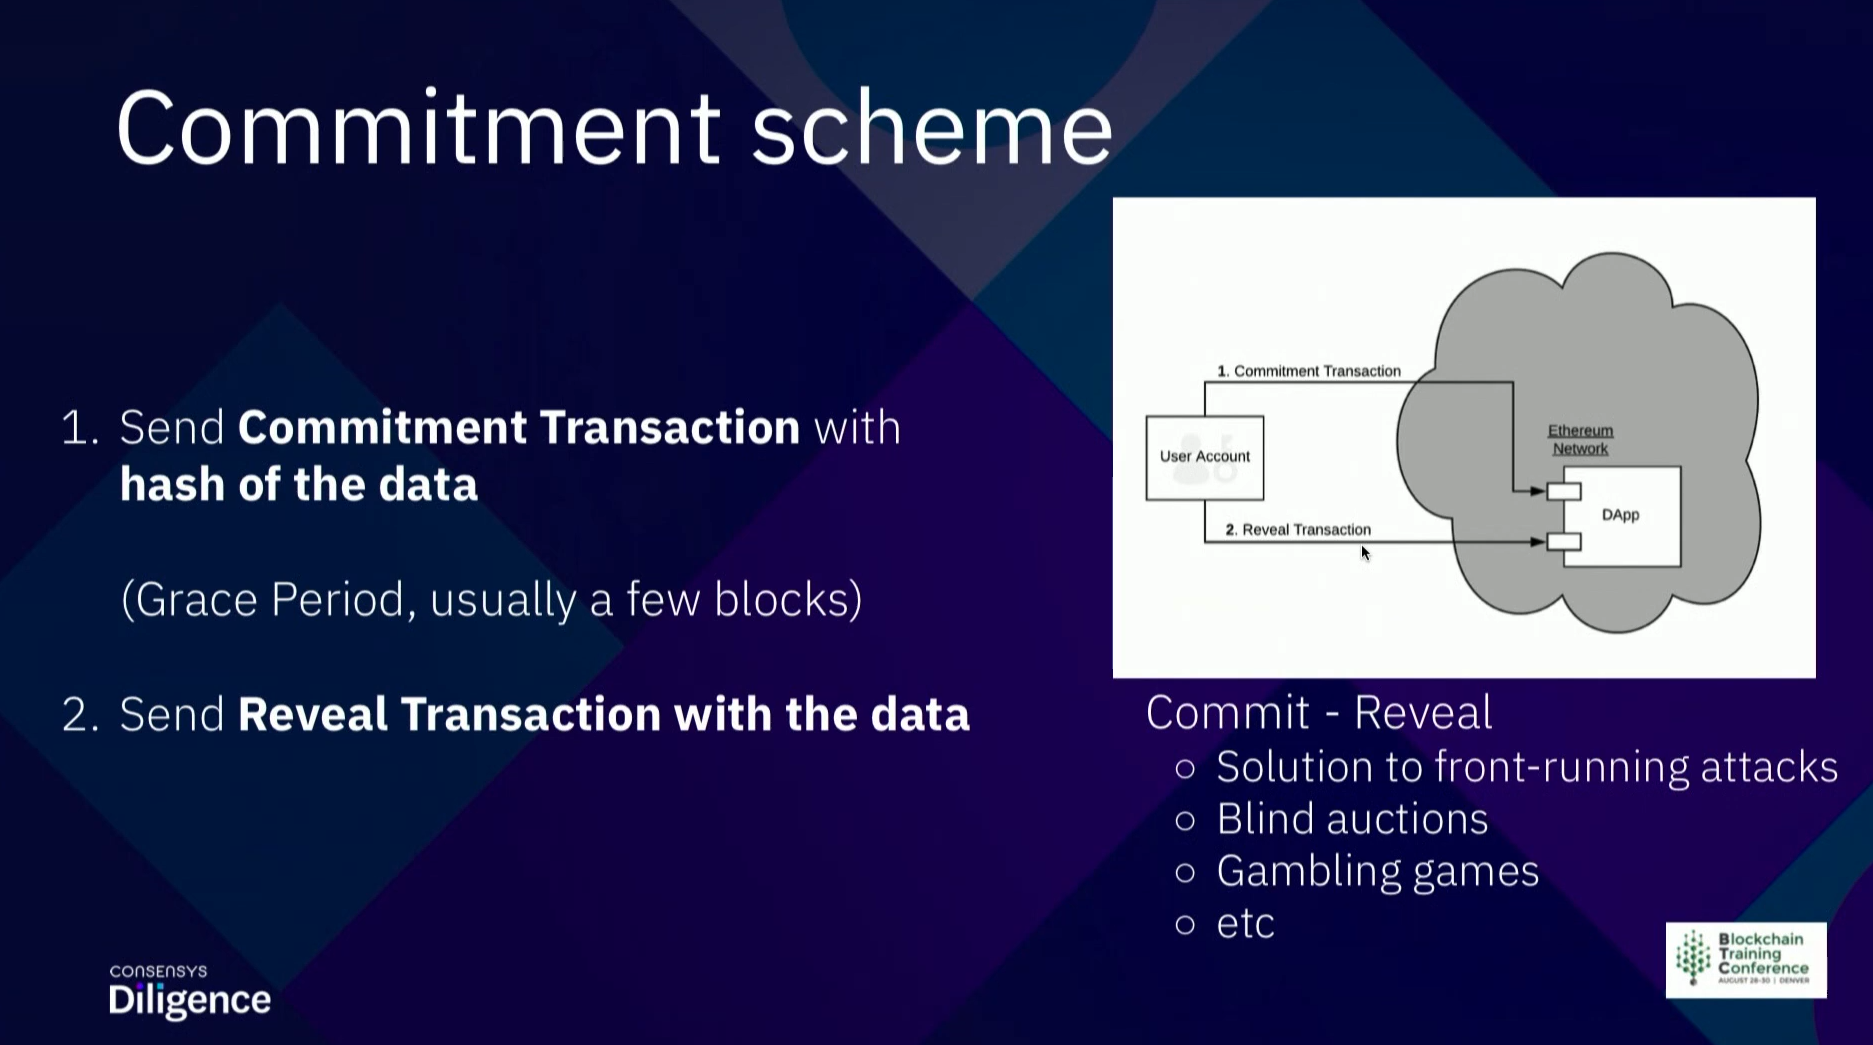 Commitment scheme
1. Send Commitment Transaction with
hash of the data
(Grace Period, usually a few blocks)
2. Send Reveal Transaction with the data
1. Commitment Transaction
User Account
Ethereum
Network
DApp
2. Reveal Transaction
Commit - Reveal
○ Solution to front-running attacks
○ Blind auctions
○ Gambling games
○ etc
CONSENSYS
Diligence
Blockchain
Training
Conference
AUGUST 28-30 | DENVER